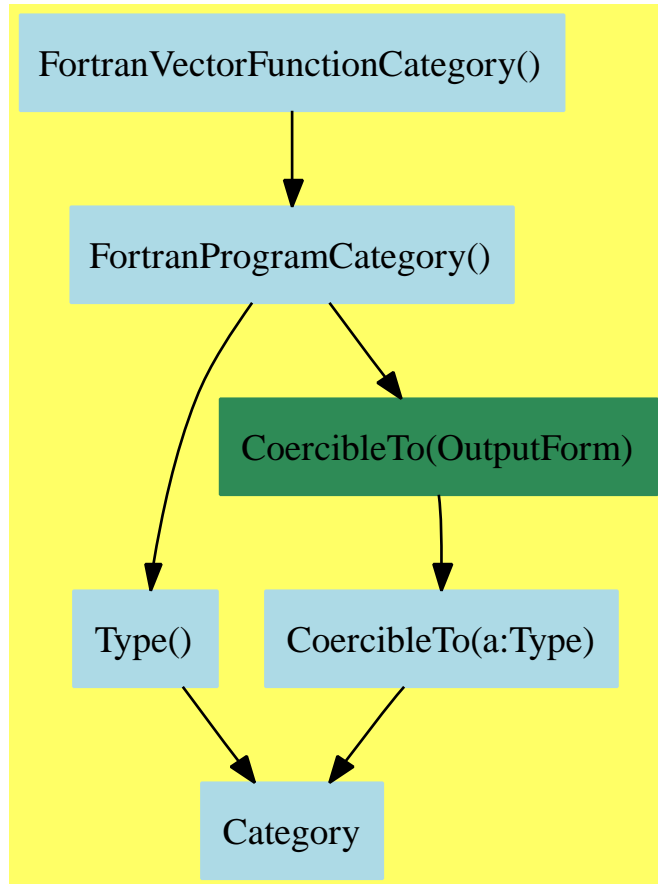 FortranVectorFunctionCategory()
FortranProgramCategory()
CoercibleTo(OutputForm)
Type()
CoercibleTo(a:Type)
Category